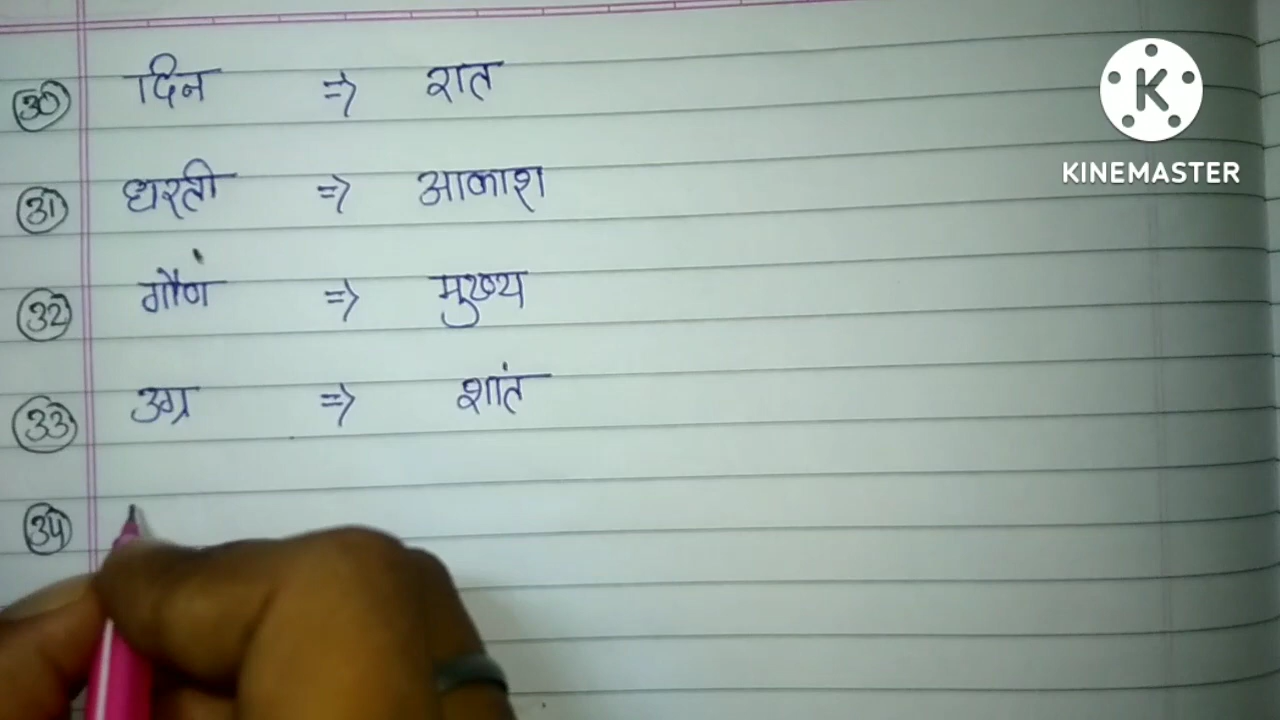 30 दिन => रात
31 धरती => आकाश
32 गौणं => मुख्य
33 उग्र => शांत
34
K
KINEMASTER